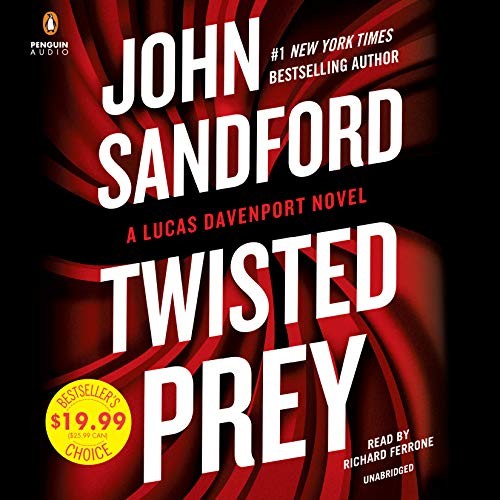 PENGUIN
AUDIO
JOHN
#1 NEW YORK TIMES
BESTSELLING AUTHOR
SANDFORD
A LUCAS DAVENPORT NOVEL
TWISTED
PREY
BESTSELLER'S
$19.99
($25.99 CAN)
CHOICE
READ BY
RICHARD FERRONE
UNABRIDGED